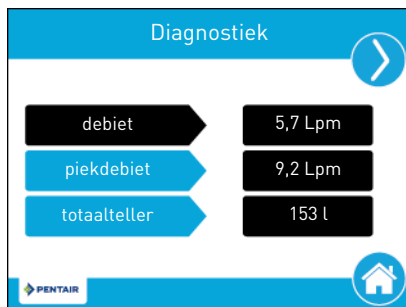 Diagnostiek
debiet 5,7 Lpm
piekdebiet 9,2 Lpm
totaalteller 153 l
PENTAIR